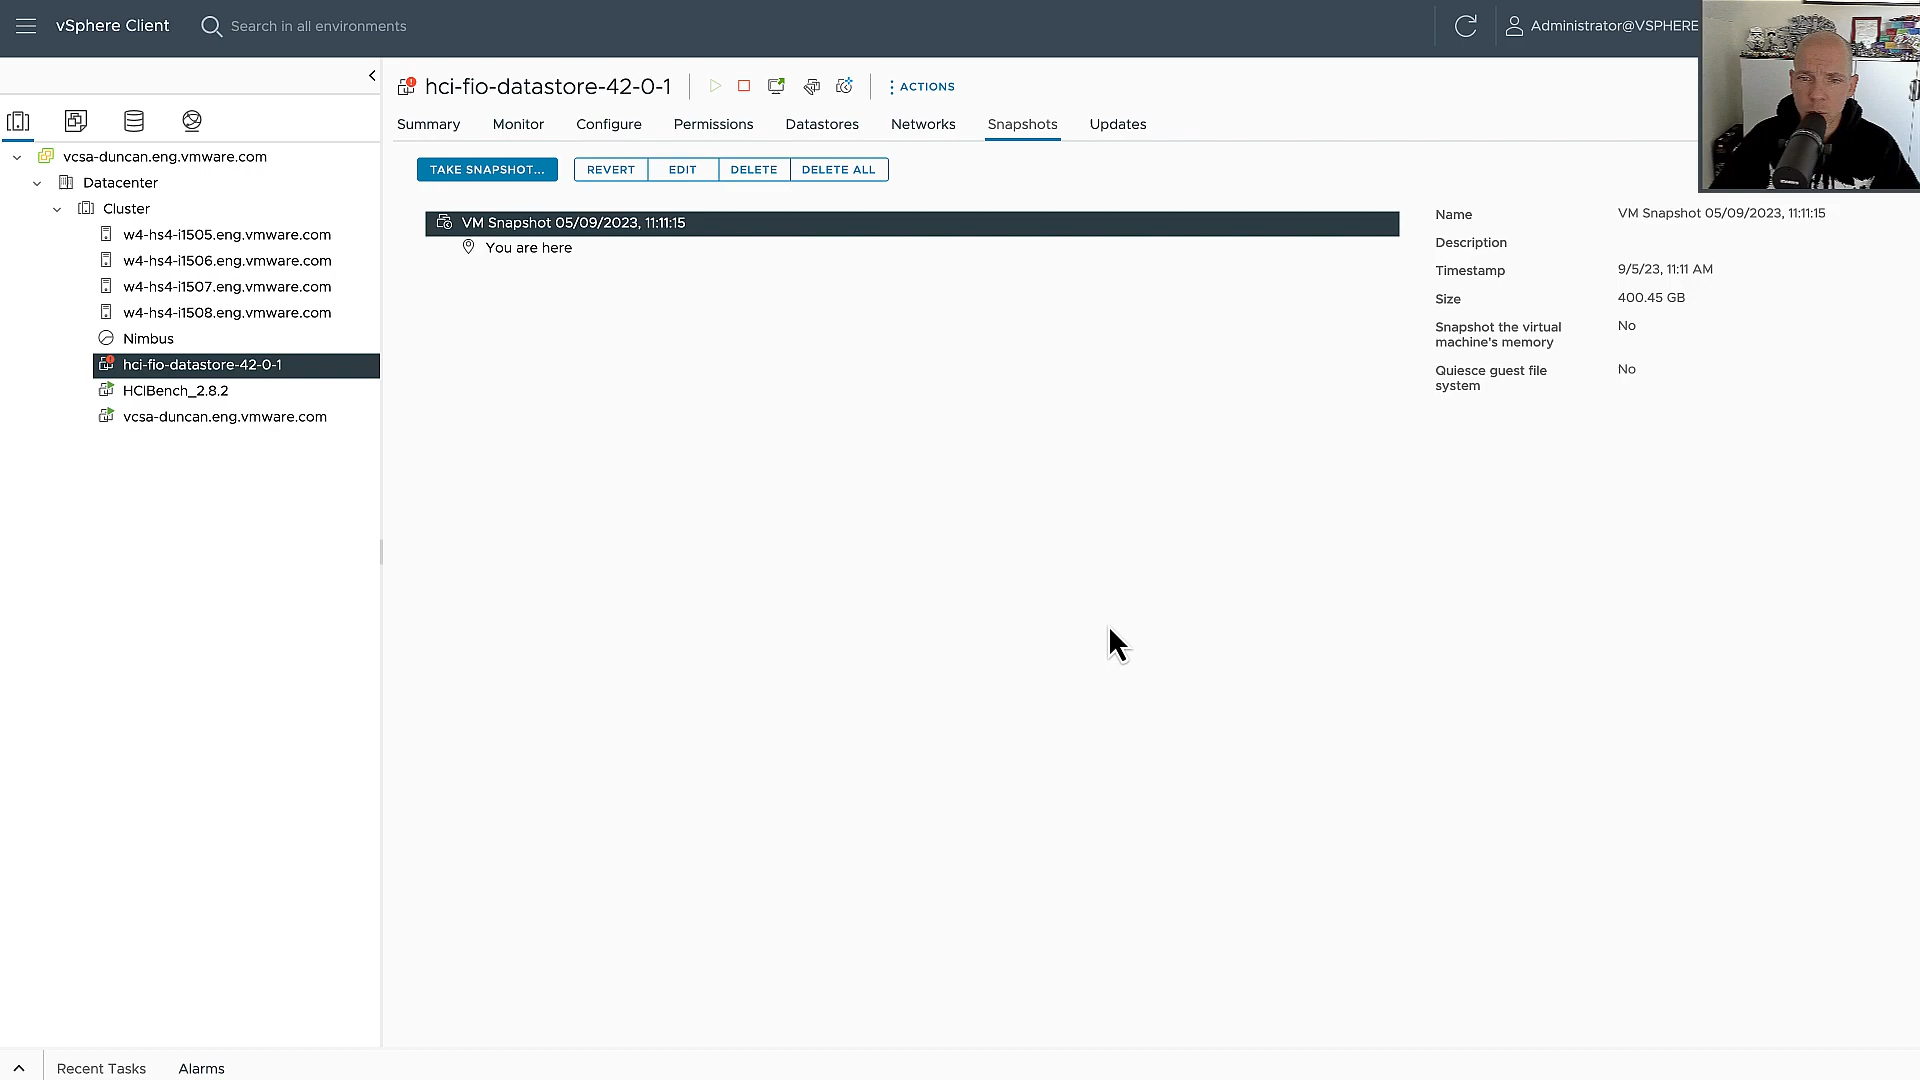 vSphere Client
Search in all environments
Administrator@VSPHERE
hci-fio-datastore-42-0-1
ACTIONS
Summary
Monitor
Configure
Permissions
Datastores
Networks
Snapshots
Updates
vcsa-duncan.eng.vmware.com
Datacenter
Cluster
w4-hs4-i1505.eng.vmware.com
w4-hs4-i1506.eng.vmware.com
w4-hs4-i1507.eng.vmware.com
w4-hs4-i1508.eng.vmware.com
Nimbus
hci-fio-datastore-42-0-1
HCIBench_2.8.2
vcsa-duncan.eng.vmware.com
TAKE SNAPSHOT...
REVERT
EDIT
DELETE
DELETE ALL
VM Snapshot 05/09/2023, 11:11:15
You are here
Name
VM Snapshot 05/09/2023, 11:11:15
Description
Timestamp
9/5/23, 11:11 AM
Size
400.45 GB
Snapshot the virtual
machine's memory
No
Quiesce guest file
system
No
Recent Tasks
Alarms